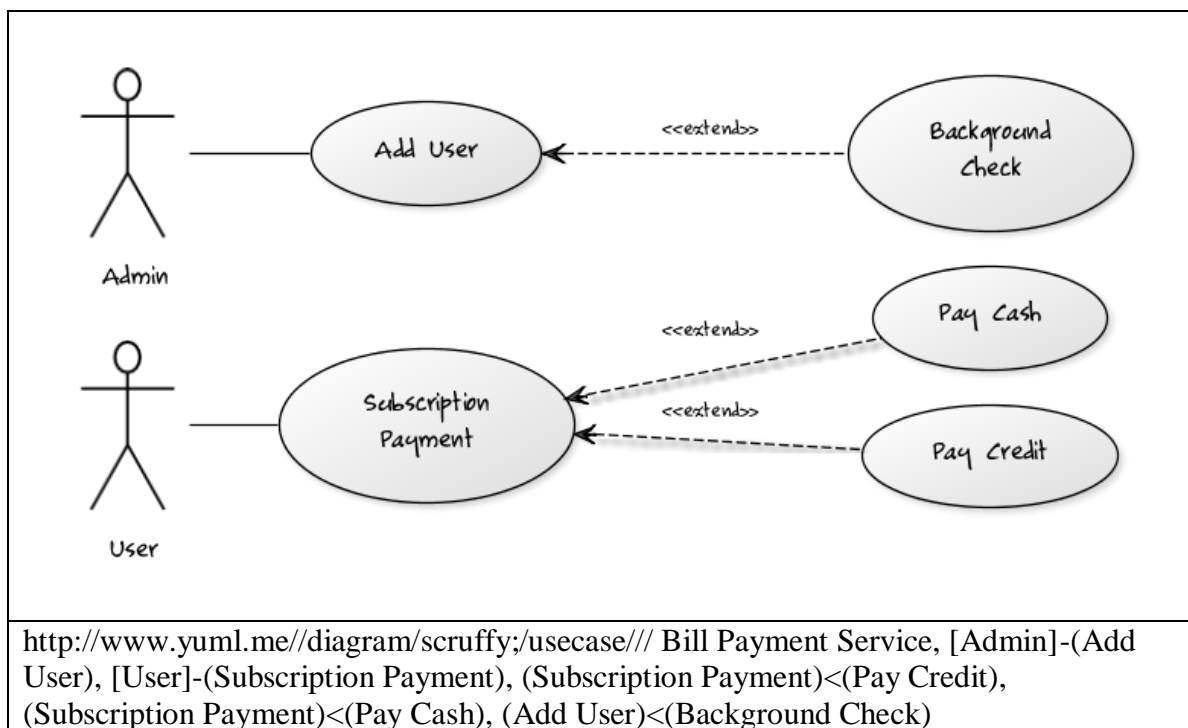 Add User
<<extend>>
Background
Check
Admin
Pay Cash
<<extend>>
Subscription
Payment
<<extend>>
Pay Credit
User
http://www.yuml.me//diagram/scruffy;/usecase/// Bill Payment Service, [Admin]-(Add
User), [User]-(Subscription Payment), (Subscription Payment)<(Pay Credit),
(Subscription Payment)<(Pay Cash), (Add User)<(Background Check)